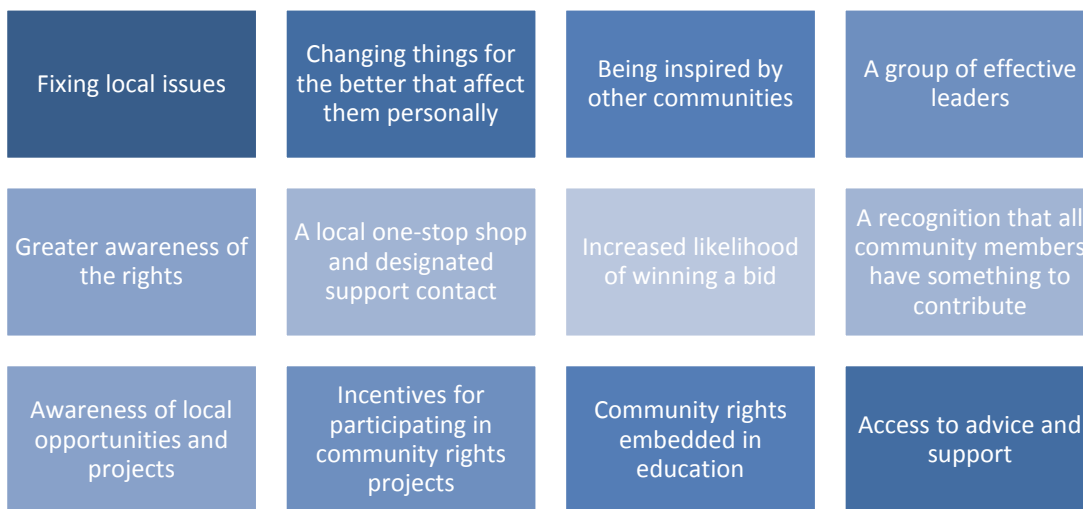 Fixing local issues
Changing things for
the better that affect
them personally
Being inspired by
other communities
A group of effective
leaders
Greater awareness of
the rights
A local one-stop shop
and designated
support contact
Increased likelihood
of winning a bid
A recognition that all
community members
have something to
contribute
Awareness of local
opportunities and
projects
Incentives for
participating in
community rights
projects
Community rights
embedded in
education
Access to advice and
support